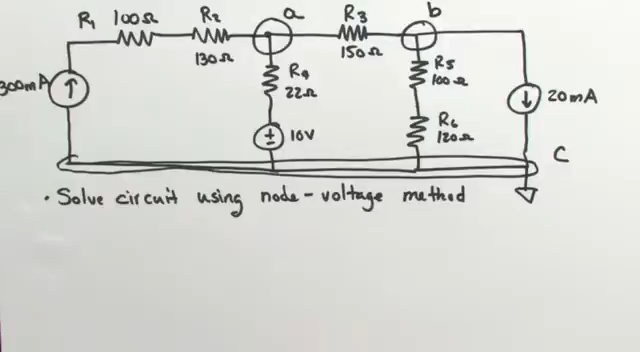 R1 100Ω R2 a R3 b
130Ω 150Ω
300mA R4 22Ω R5 100Ω 20mA
10V R6 120Ω
C
• Solve circuit using node-voltage method